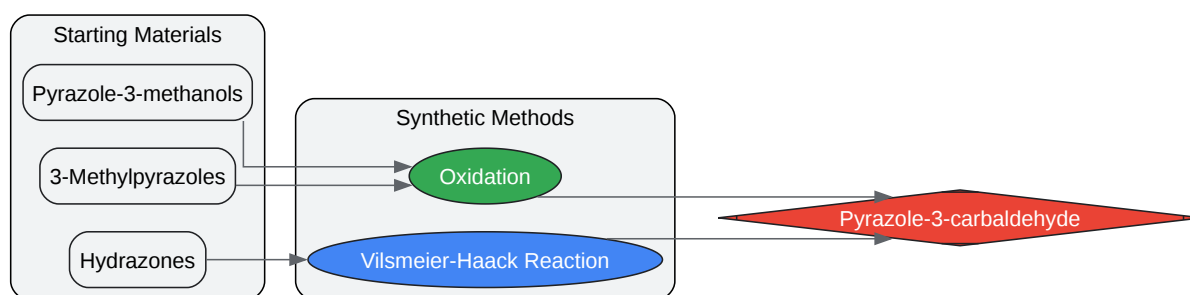 Starting Materials
Pyrazole-3-methanols
3-Methylpyrazoles
Hydrazones
Synthetic Methods
Oxidation
Vilsmeier-Haack Reaction
Pyrazole-3-carbaldehyde